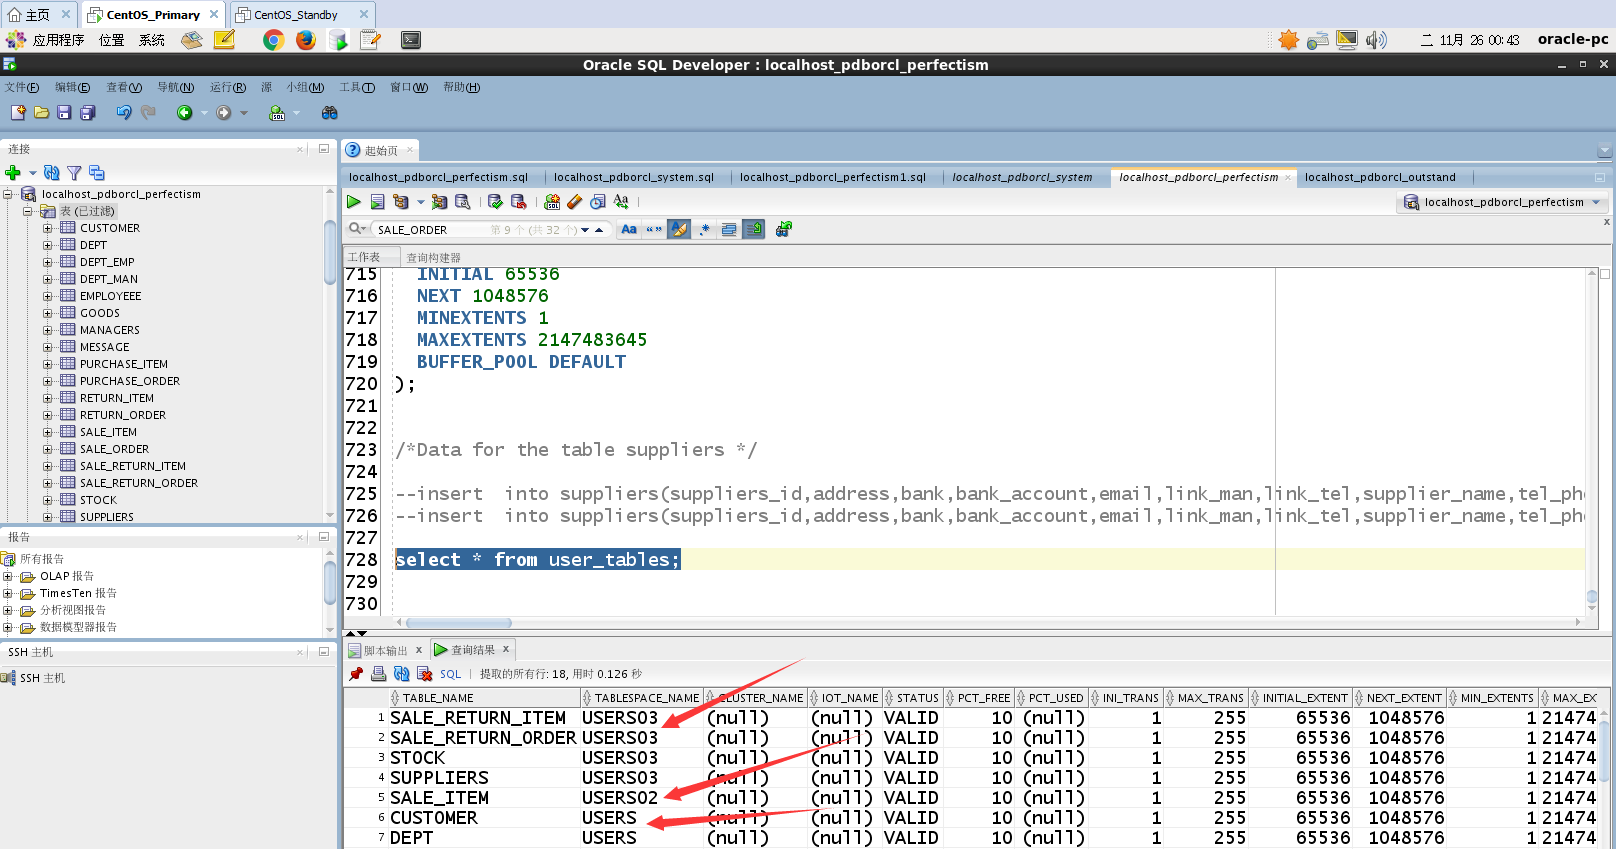 主页
CentOS_Primary
CentOS_Standby
应用程序 位置 系统
二 11月 26 00:43 oracle-pc
Oracle SQL Developer : localhost_pdborcl_perfectism
文件(F) 编辑(E) 查看(V) 导航(N) 运行(R) 源 小组(M) 工具(T) 窗口(W) 帮助(H)
连接
localhost_pdborcl_perfectism
表 (已过滤)
CUSTOMER
DEPT
DEPT_EMP
DEPT_MAN
EMPLOYEEE
GOODS
MANAGERS
MESSAGE
PURCHASE_ITEM
PURCHASE_ORDER
RETURN_ITEM
RETURN_ORDER
SALE_ITEM
SALE_ORDER
SALE_RETURN_ITEM
SALE_RETURN_ORDER
STOCK
SUPPLIERS
报告
所有报告
OLAP 报告
TimesTen 报告
分析视图报告
数据模型器报告
SSH 主机
SSH 主机
起始页
localhost_pdborcl_perfectism.sql localhost_pdborcl_system.sql localhost_pdborcl_perfectism1.sql localhost_pdborcl_system localhost_pdborcl_perfectism localhost_pdborcl_outstand
localhost_pdborcl_perfectism
SALE_ORDER 第 9 个 (共 32 个)
工作表 查询构建器
715 INITIAL 65536
716 NEXT 1048576
717 MINEXTENTS 1
718 MAXEXTENTS 2147483645
719 BUFFER_POOL DEFAULT
720 );
721
722
723 /*Data for the table suppliers */
724
725 --insert  into suppliers(suppliers_id,address,bank,bank_account,email,link_man,link_tel,supplier_name,tel_pho
726 --insert  into suppliers(suppliers_id,address,bank,bank_account,email,link_man,link_tel,supplier_name,tel_pho
727
728 select * from user_tables;
729
730
脚本输出 查询结果
SQL 提取的所有行: 18, 用时 0.126 秒
TABLE_NAME TABLESPACE_NAME CLUSTER_NAME IOT_NAME STATUS PCT_FREE PCT_USED INI_TRANS MAX_TRANS INITIAL_EXTENT NEXT_EXTENT MIN_EXTENTS MAX_EX
1 SALE_RETURN_ITEM USERS03 (null) (null) VALID 10 (null) 1 255 65536 1048576 1 21474
2 SALE_RETURN_ORDER USERS03 (null) (null) VALID 10 (null) 1 255 65536 1048576 1 21474
3 STOCK USERS03 (null) (null) VALID 10 (null) 1 255 65536 1048576 1 21474
4 SUPPLIERS USERS03 (null) (null) VALID 10 (null) 1 255 65536 1048576 1 21474
5 SALE_ITEM USERS02 (null) (null) VALID 10 (null) 1 255 65536 1048576 1 21474
6 CUSTOMER USERS (null) (null) VALID 10 (null) 1 255 65536 1048576 1 21474
7 DEPT USERS (null) (null) VALID 10 (null) 1 255 65536 1048576 1 21474